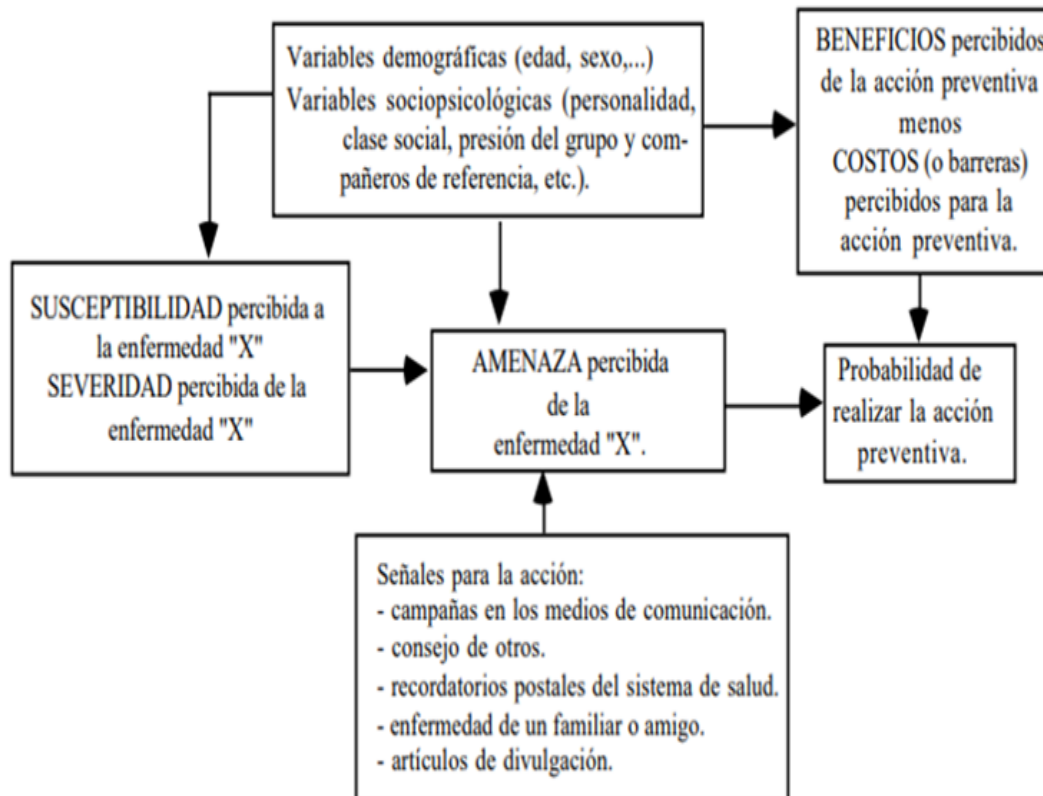 Variables demográficas (edad, sexo,...)
Variables sociopsicológicas (personalidad,
clase social, presión del grupo y com-
pañeros de referencia, etc.).
BENEFICIOS percibidos
de la acción preventiva
menos
COSTOS (o barreras)
percibidos para la
acción preventiva.
SUSCEPTIBILIDAD percibida a
la enfermedad "X"
SEVERIDAD percibida de la
enfermedad "X"
AMENAZA percibida
de la
enfermedad "X".
Probabilidad de
realizar la acción
preventiva.
Señales para la acción:
- campañas en los medios de comunicación.
- consejo de otros.
- recordatorios postales del sistema de salud.
- enfermedad de un familiar o amigo.
- artículos de divulgación.